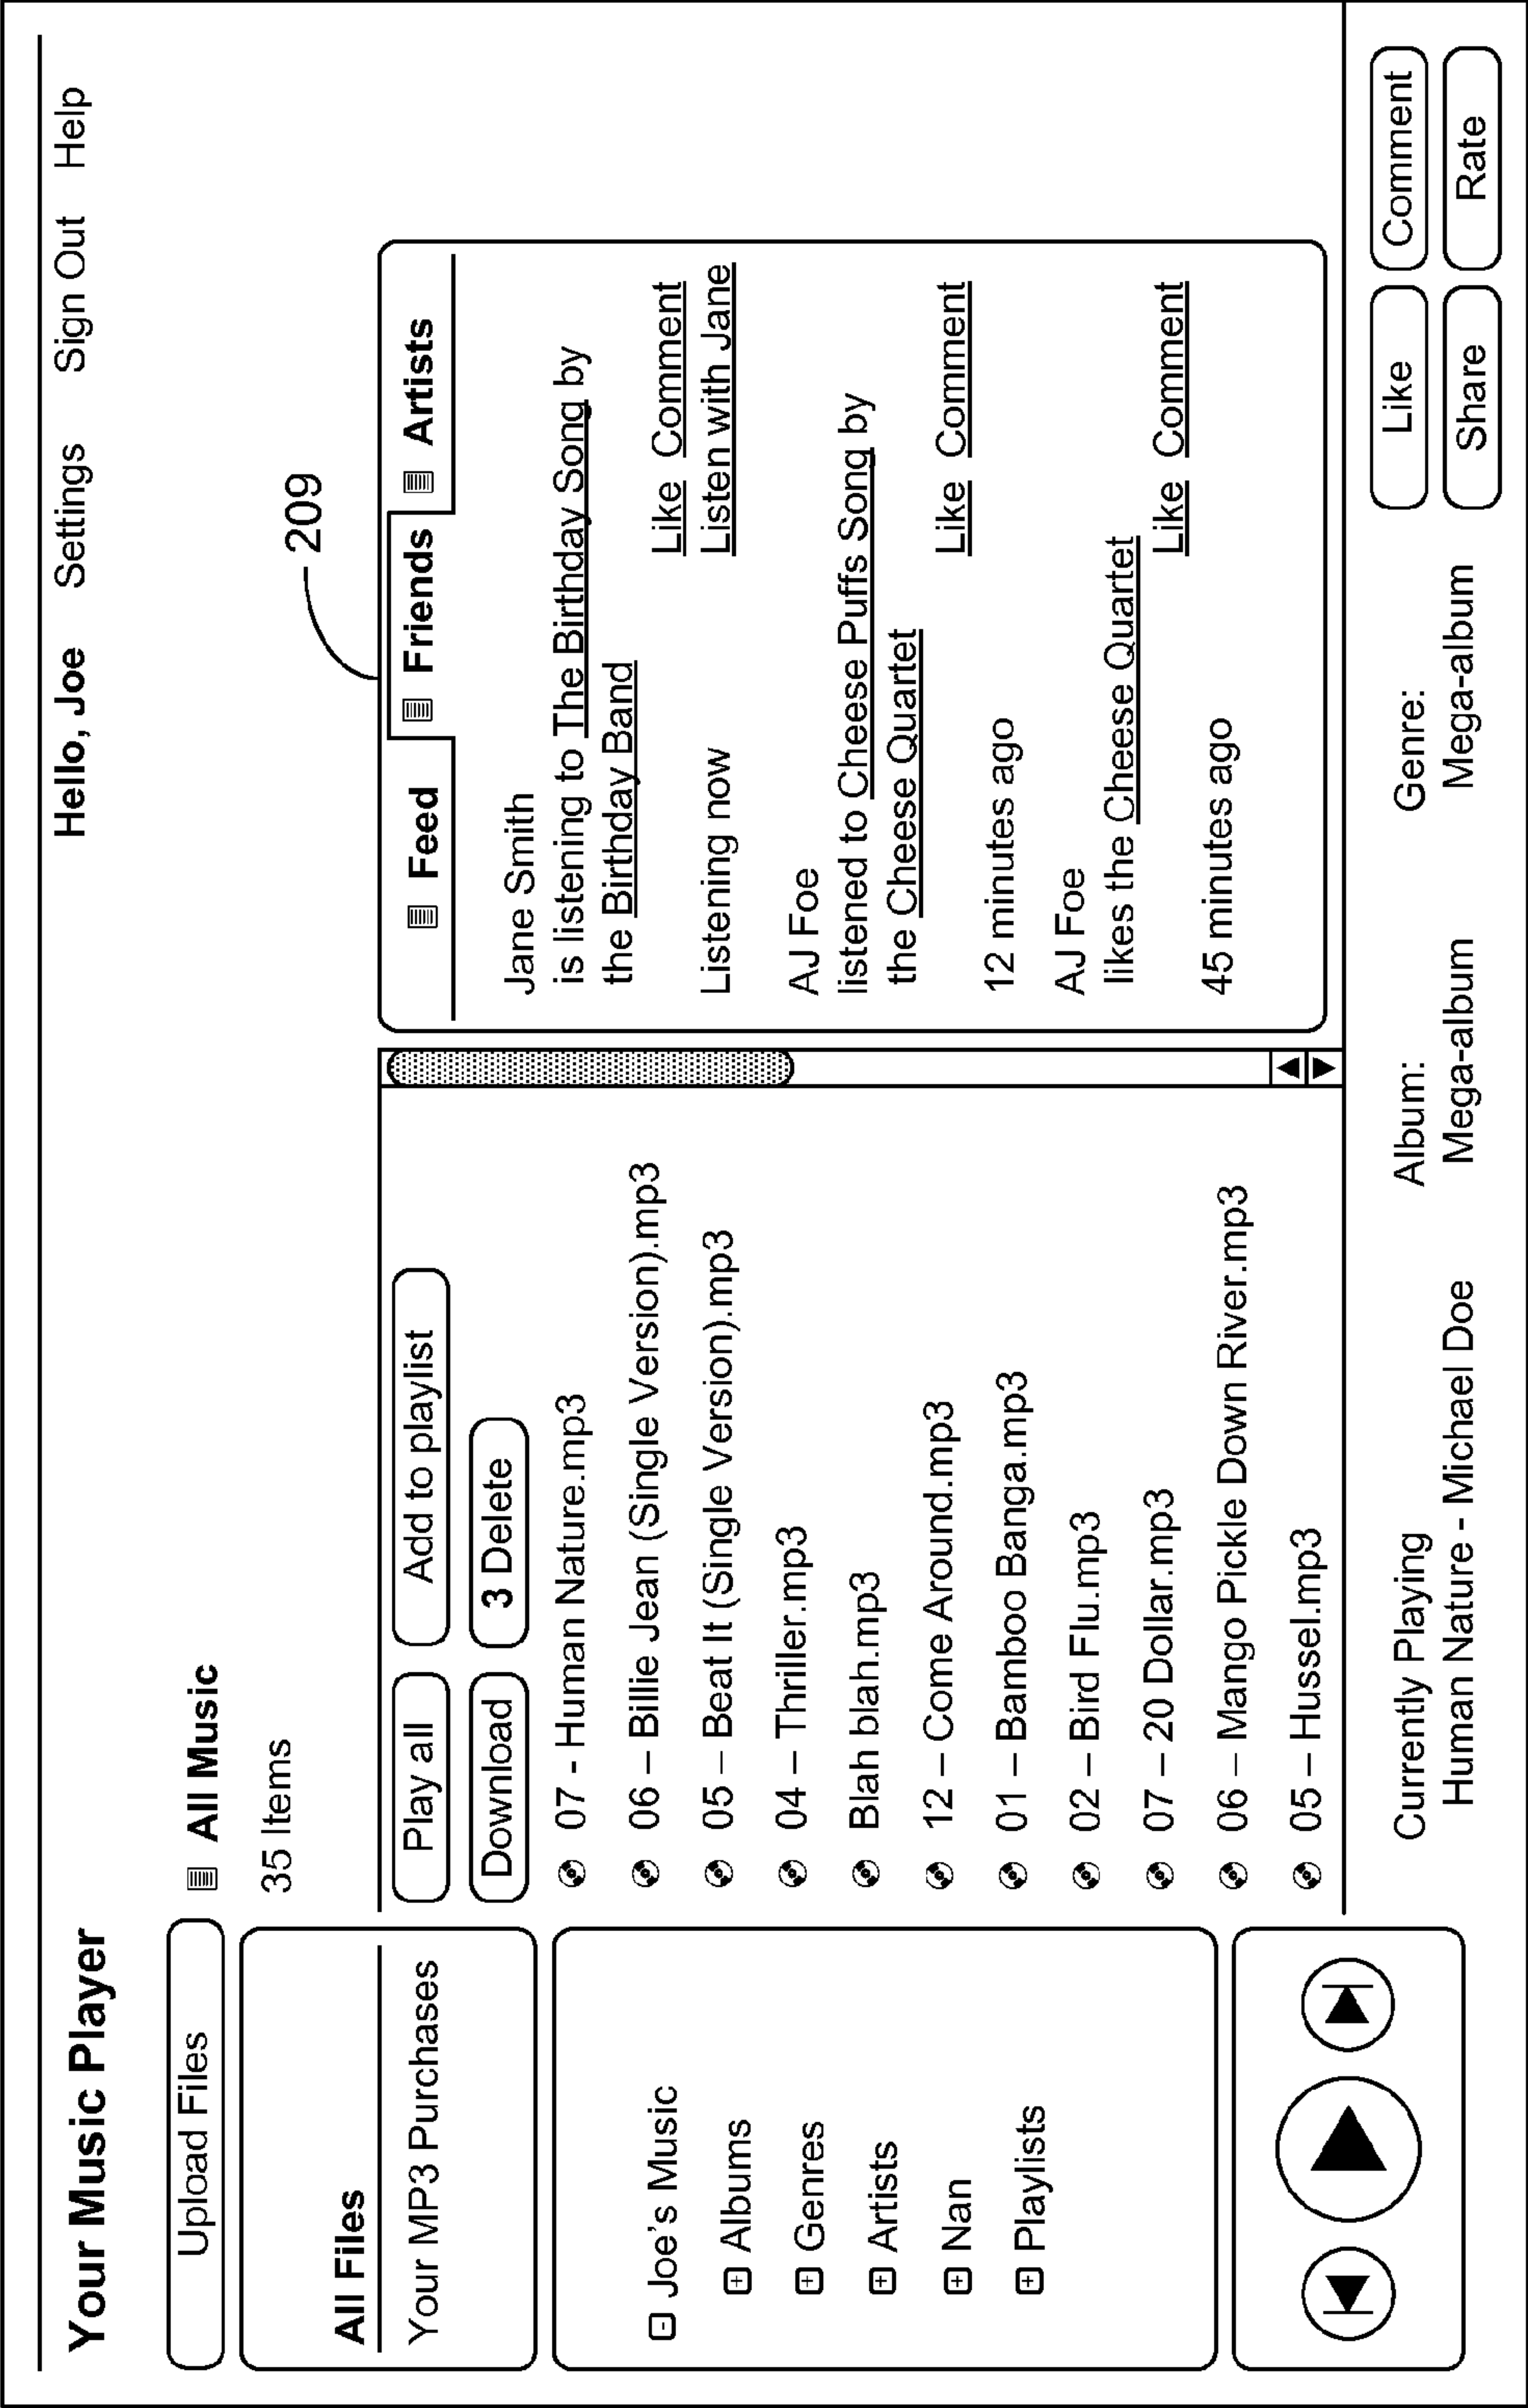 Hello, Joe Settings Sign Out Help
Your Music Player
Upload Files
All Files
Your MP3 Purchases
- Joe's Music
+ Albums
+ Genres
+ Artists
+ Nan
+ Playlists
All Music
35 Items
Play all Add to playlist
Download 3 Delete
07 - Human Nature.mp3
06 – Billie Jean (Single Version).mp3
05 – Beat It (Single Version).mp3
04 – Thriller.mp3
Blah blah.mp3
12 – Come Around.mp3
01 – Bamboo Banga.mp3
02 – Bird Flu.mp3
07 – 20 Dollar.mp3
06 – Mango Pickle Down River.mp3
05 – Hussel.mp3
209
Feed Friends Artists
Jane Smith
is listening to The Birthday Song by
the Birthday Band
Like Comment
Listening now Listen with Jane
AJ Foe
listened to Cheese Puffs Song by
the Cheese Quartet
Like Comment
12 minutes ago
AJ Foe
likes the Cheese Quartet
Like Comment
45 minutes ago
Currently Playing Album: Genre:
Human Nature - Michael Doe Mega-album Mega-album
Like Comment
Share Rate